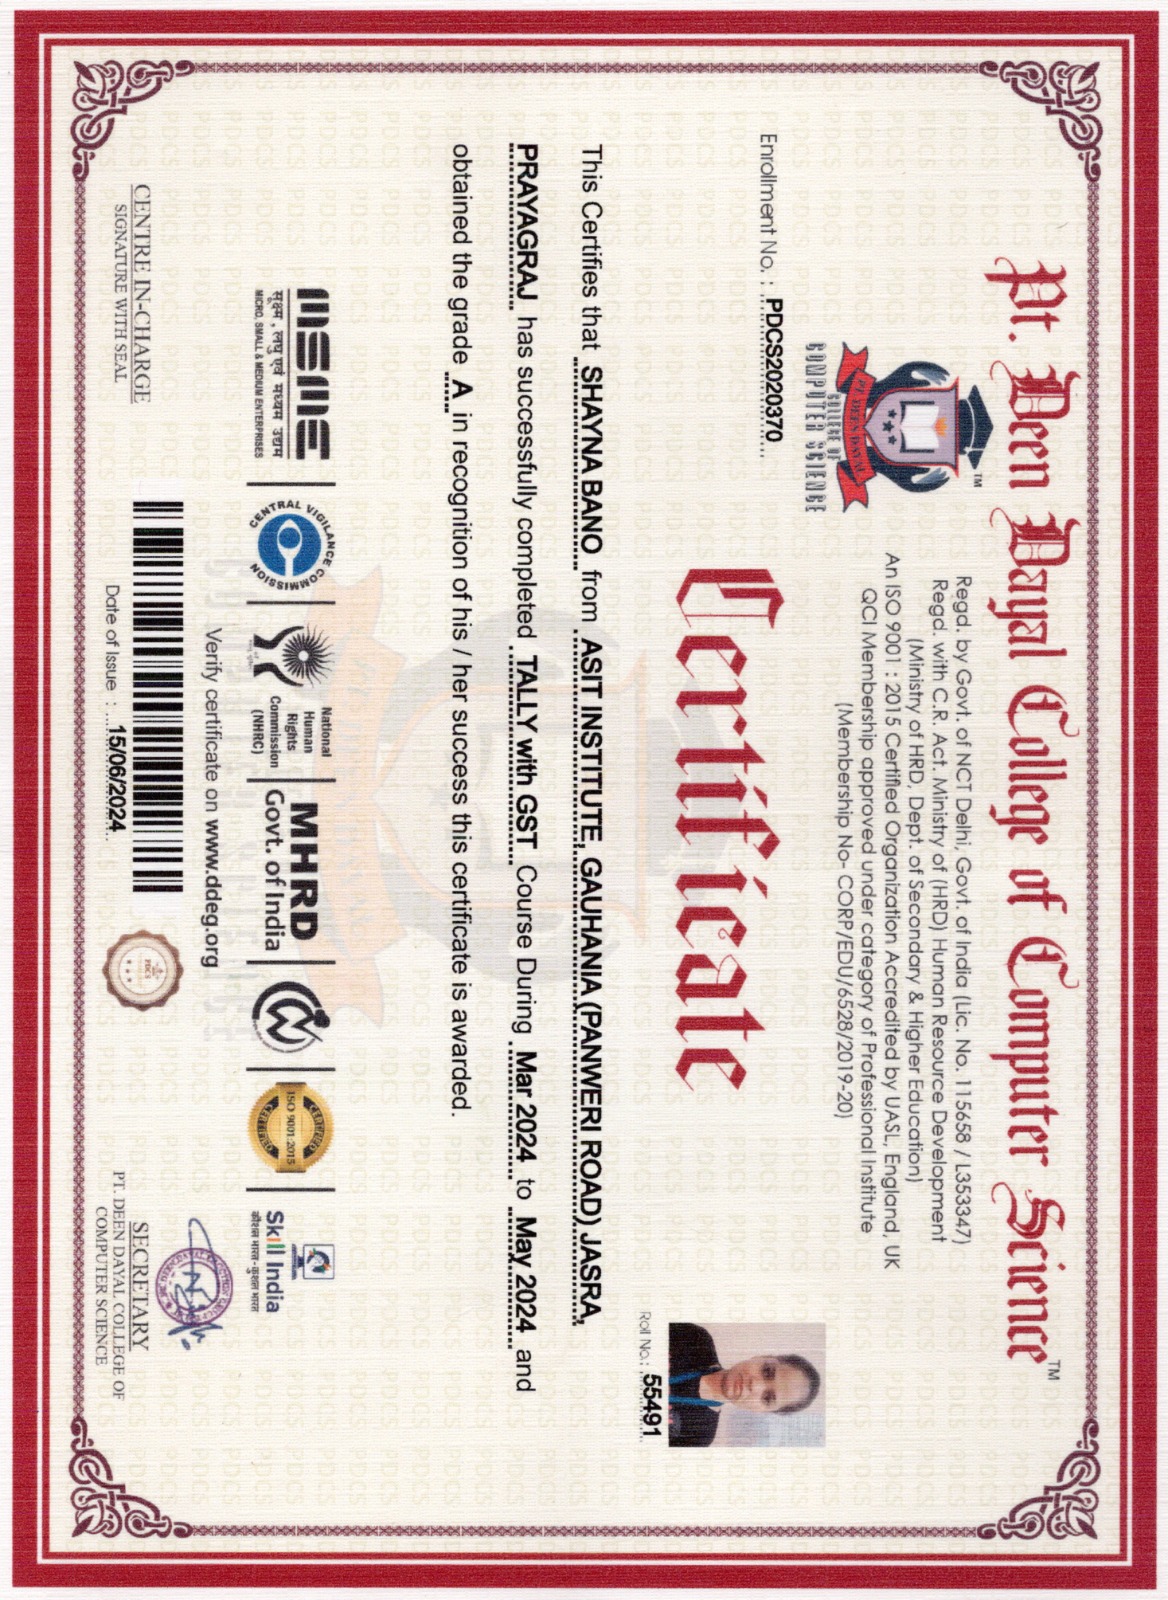 Pt. Deen Dayal College of Computer Science™
TM
PT. DEEN DAYAL
COLLEGE OF
COMPUTER SCIENCE
Regd. by Govt. of NCT Delhi, Govt. of India (Lic. No. 115658 / L353347)
Regd. with C.R. Act. Ministry of (HRD) Human Resource Development
(Ministry of HRD, Dept. of Secondary & Higher Education)
An ISO 9001 : 2015 Certified Organization Accredited by UASL, England, UK
QCI Membership approved under category of Professional Institute
(Membership No- CORP/EDU/6528/2019-20)
Enrollment No. : PDCS2020370
Certificate
Roll No.: 55491
This Certifies that SHAYNA BANO from ASIT INSTITUTE, GAUHANIA (PANWERI ROAD) JASRA,
PRAYAGRAJ has successfully completed TALLY with GST Course During Mar 2024 to May 2024 and
obtained the grade A in recognition of his / her success this certificate is awarded.
MSME
सूक्ष्म, लघु एवं मध्यम उद्यम
MICRO, SMALL & MEDIUM ENTERPRISES
CENTRAL VIGILANCE COMMISSION
National
Human
Rights
Commission
(NHRC)
MHRD
Govt. of India
CERTIFIED
ISO 9001:2015
CERTIFIED
Skill India
कौशल भारत - कुशल भारत
Verify certificate on www.ddeg.org
CENTRE IN-CHARGE
SIGNATURE WITH SEAL
Date of Issue : 15/06/2024
PDCS
SECRETARY
PT. DEEN DAYAL COLLEGE OF
COMPUTER SCIENCE